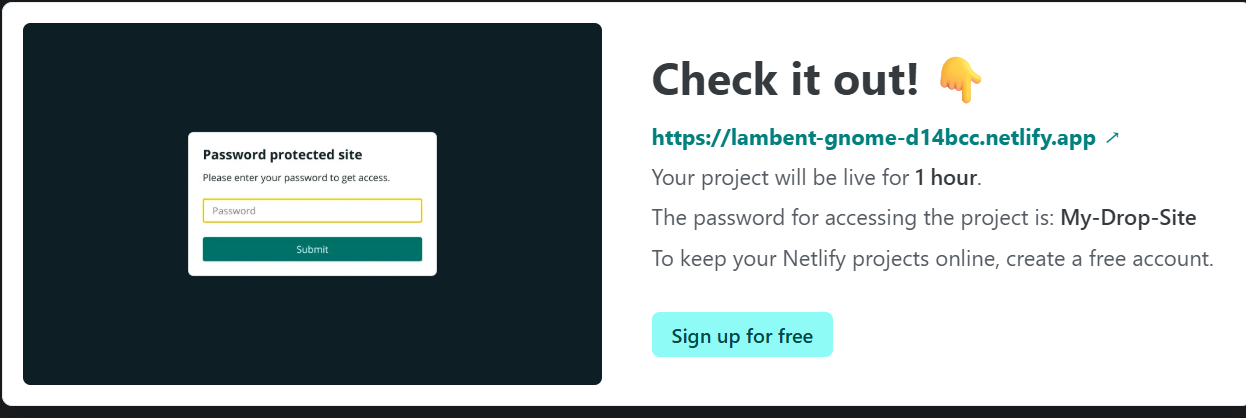 Password protected site
Please enter your password to get access.
Password
Submit
Check it out! 👇
https://lambent-gnome-d14bcc.netlify.app ↗
Your project will be live for 1 hour.
The password for accessing the project is: My-Drop-Site
To keep your Netlify projects online, create a free account.
Sign up for free